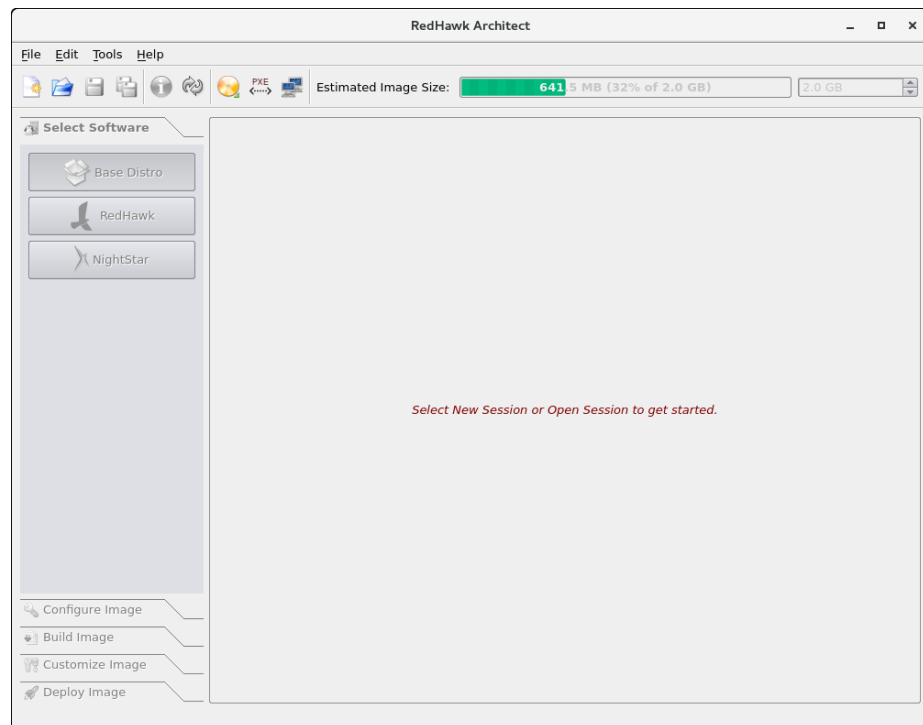 RedHawk Architect
File Edit Tools Help
PXE
Estimated Image Size: 641.5 MB (32% of 2.0 GB) 2.0 GB
Select Software
Base Distro
RedHawk
NightStar
Select New Session or Open Session to get started.
Configure Image
Build Image
Customize Image
Deploy Image